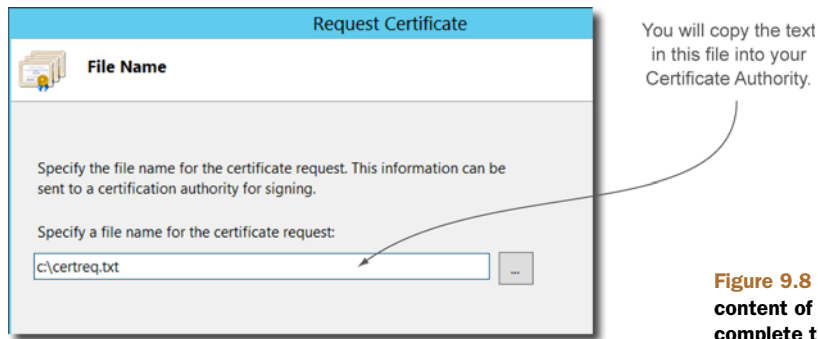 Request Certificate
File Name
Specify the file name for the certificate request. This information can be
sent to a certification authority for signing.
Specify a file name for the certificate request:
c:\certreq.txt
...
You will copy the text
in this file into your
Certificate Authority.
Figure 9.8
content of
complete t